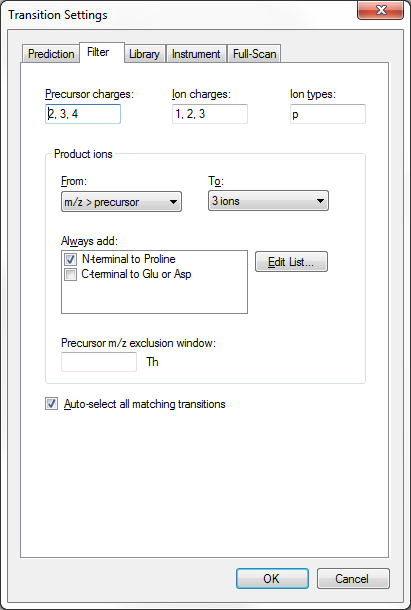 Transition Settings
Prediction Filter Library Instrument Full-Scan
Precursor charges: Ion charges: Ion types:
2, 3, 4 1, 2, 3 p
Product ions
From: To:
m/z > precursor 3 ions
Always add:
N-terminal to Proline
C-terminal to Glu or Asp
Edit List...
Precursor m/z exclusion window:
Th
Auto-select all matching transitions
OK Cancel